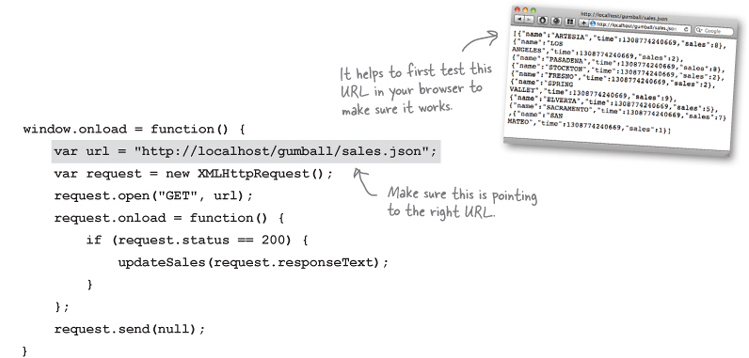 http://localhost/gumball/sales.json
http://localhost/gumball/sales.json
Google
[{"name":"ARTESIA","time":1308774240669,"sales":8},
{"name":"LOS
ANGELES","time":1308774240669,"sales":2},
{"name":"PASADENA","time":1308774240669,"sales":8},
{"name":"STOCKTON","time":1308774240669,"sales":2},
{"name":"FRESNO","time":1308774240669,"sales":2},
{"name":"SPRING
VALLEY","time":1308774240669,"sales":9},
{"name":"ELVERTA","time":1308774240669,"sales":5},
{"name":"SACRAMENTO","time":1308774240669,"sales":7}
,{"name":"SAN
MATEO","time":1308774240669,"sales":1}]
It helps to first test this
URL in your browser to
make sure it works.
window.onload = function() {
var url = "http://localhost/gumball/sales.json";
var request = new XMLHttpRequest();
request.open("GET", url);
request.onload = function() {
if (request.status == 200) {
updateSales(request.responseText);
}
};
request.send(null);
}
Make sure this is pointing
to the right URL.